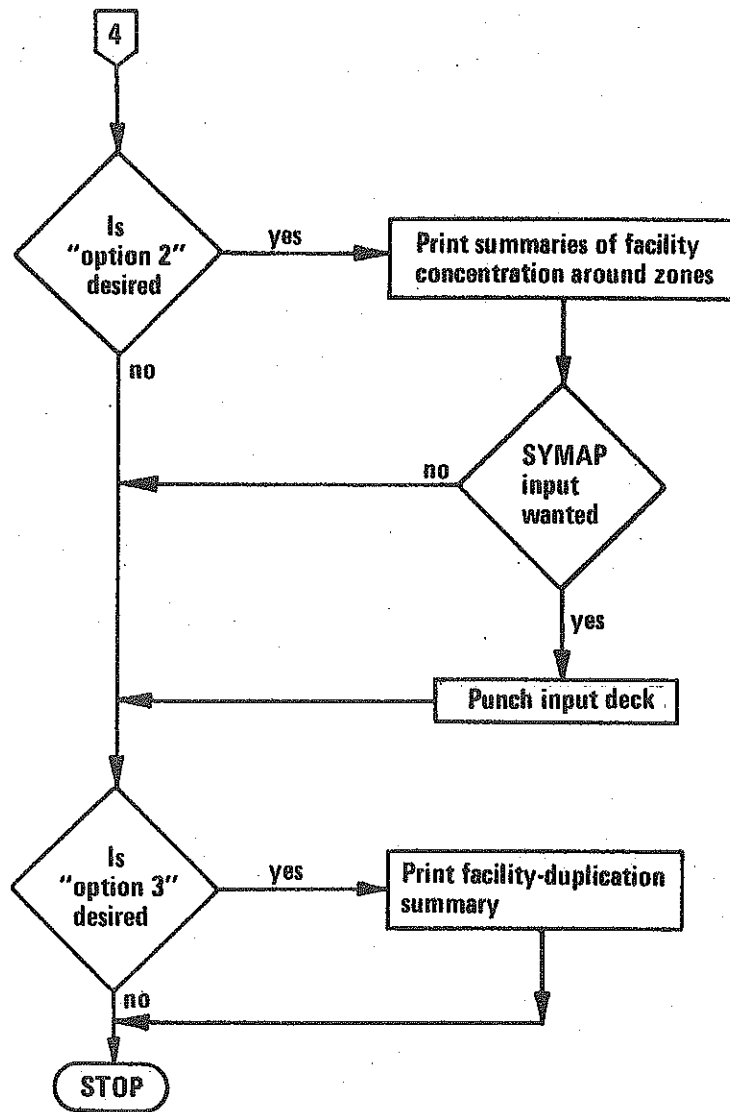 4
Is
"option 2"
desired
yes
Print summaries of facility
concentration around zones
no
SYMAP
input
wanted
no
yes
Punch input deck
Is
"option 3"
desired
yes
Print facility-duplication
summary
no
STOP